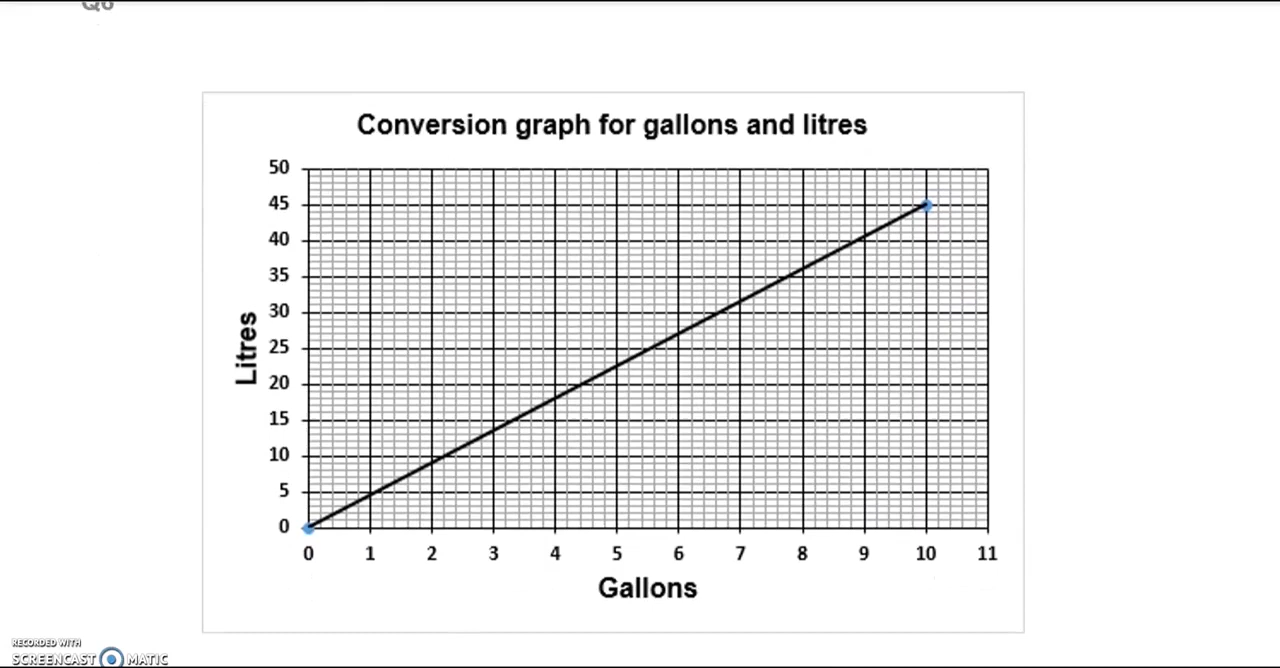 Q6
Conversion graph for gallons and litres
50
45
40
35
30
25
20
15
10
5
0
Litres
0 1 2 3 4 5 6 7 8 9 10 11
Gallons
RECORDED WITH
SCREENCAST MATIC